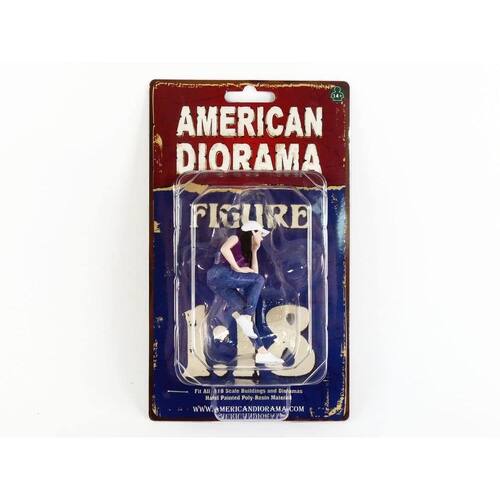 14+
AMERICAN
DIORAMA
FIGURE
1:18
Fit All 1:18 Scale Buildings and Dioramas
Hand Painted Poly-Resin Material
WWW.AMERICANDIORAMA.COM